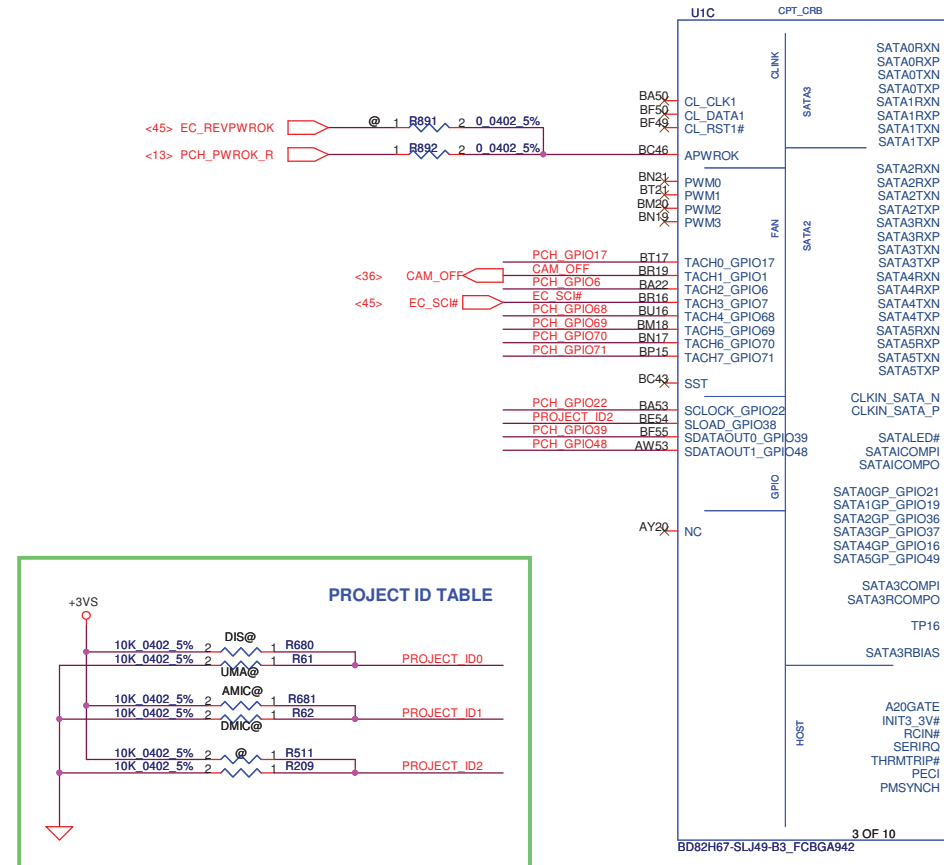 U1C CPT_CRB
CLINK
SATA3
FAN
SATA2
GPIO
HOST
<45> EC_REVPWROK @ 1 R891 2 0_0402_5%
<13> PCH_PWROK_R 1 R892 2 0_0402_5%
BA50 CL_CLK1
BF50 CL_DATA1
BF49 CL_RST1#
BC46 APWROK
BN21 PWM0
BT21 PWM1
BM20 PWM2
BN19 PWM3
PCH_GPIO17 BT17 TACH0_GPIO17
<36> CAM_OFF CAM_OFF BR19 TACH1_GPIO1
PCH_GPIO6 BA22 TACH2_GPIO6
<45> EC_SCI# EC_SCI# BR16 TACH3_GPIO7
PCH_GPIO68 BU16 TACH4_GPIO68
PCH_GPIO69 BM18 TACH5_GPIO69
PCH_GPIO70 BN17 TACH6_GPIO70
PCH_GPIO71 BP15 TACH7_GPIO71
BC43 SST
PCH_GPIO22 BA53 SCLOCK_GPIO22
PROJECT_ID2 BE54 SLOAD_GPIO38
PCH_GPIO39 BF55 SDATAOUT0_GPIO39
PCH_GPIO48 AW53 SDATAOUT1_GPIO48
AY20 NC
SATA0RXN
SATA0RXP
SATA0TXN
SATA0TXP
SATA1RXN
SATA1RXP
SATA1TXN
SATA1TXP
SATA2RXN
SATA2RXP
SATA2TXN
SATA2TXP
SATA3RXN
SATA3RXP
SATA3TXN
SATA3TXP
SATA4RXN
SATA4RXP
SATA4TXN
SATA4TXP
SATA5RXN
SATA5RXP
SATA5TXN
SATA5TXP
CLKIN_SATA_N
CLKIN_SATA_P
SATALED#
SATAICOMPI
SATAICOMPO
SATA0GP_GPIO21
SATA1GP_GPIO19
SATA2GP_GPIO36
SATA3GP_GPIO37
SATA4GP_GPIO16
SATA5GP_GPIO49
SATA3COMPI
SATA3RCOMPO
TP16
SATA3RBIAS
A20GATE
INIT3_3V#
RCIN#
SERIRQ
THRMTRIP#
PECI
PMSYNCH
3 OF 10
BD82H67-SLJ49-B3_FCBGA942
PROJECT ID TABLE
+3VS
DIS@
10K_0402_5% 2 1 R680
10K_0402_5% 2 1 R61 PROJECT_ID0
UMA@
AMIC@
10K_0402_5% 2 1 R681
10K_0402_5% 2 1 R62 PROJECT_ID1
DMIC@
10K_0402_5% 2 @ 1 R511
10K_0402_5% 2 1 R209 PROJECT_ID2